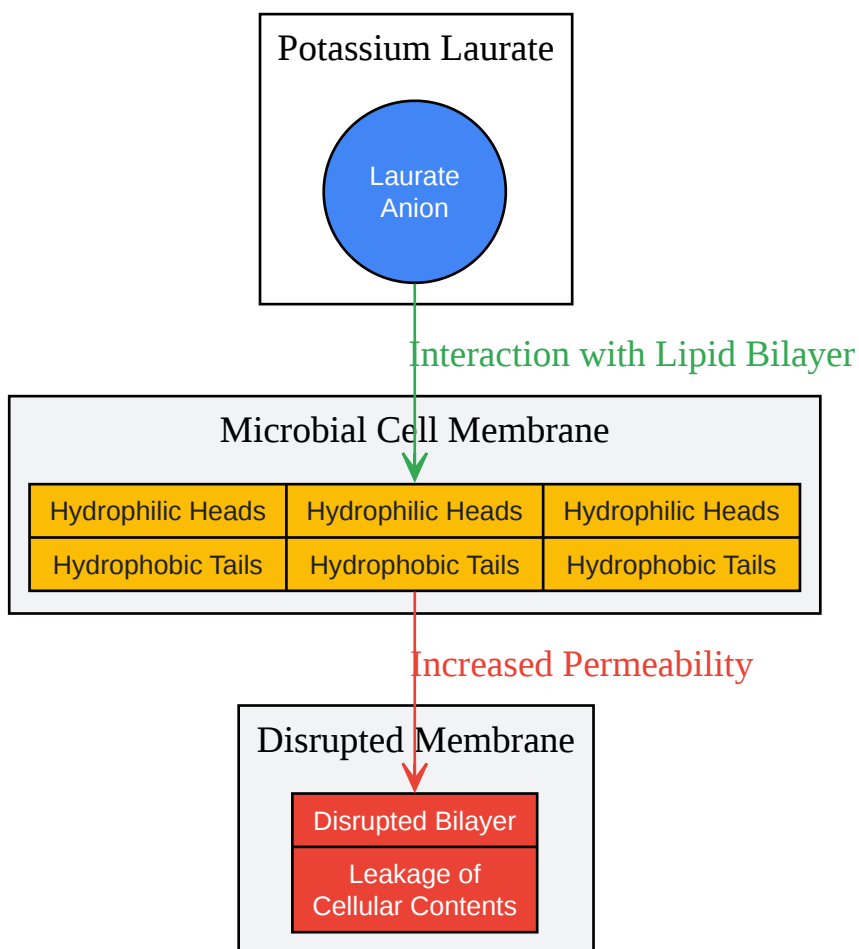 Potassium Laurate
Laurate
Anion
Interaction with Lipid Bilayer
Microbial Cell Membrane
Hydrophilic Heads Hydrophilic Heads Hydrophilic Heads
Hydrophobic Tails Hydrophobic Tails Hydrophobic Tails
Increased Permeability
Disrupted Membrane
Disrupted Bilayer
Leakage of
Cellular Contents